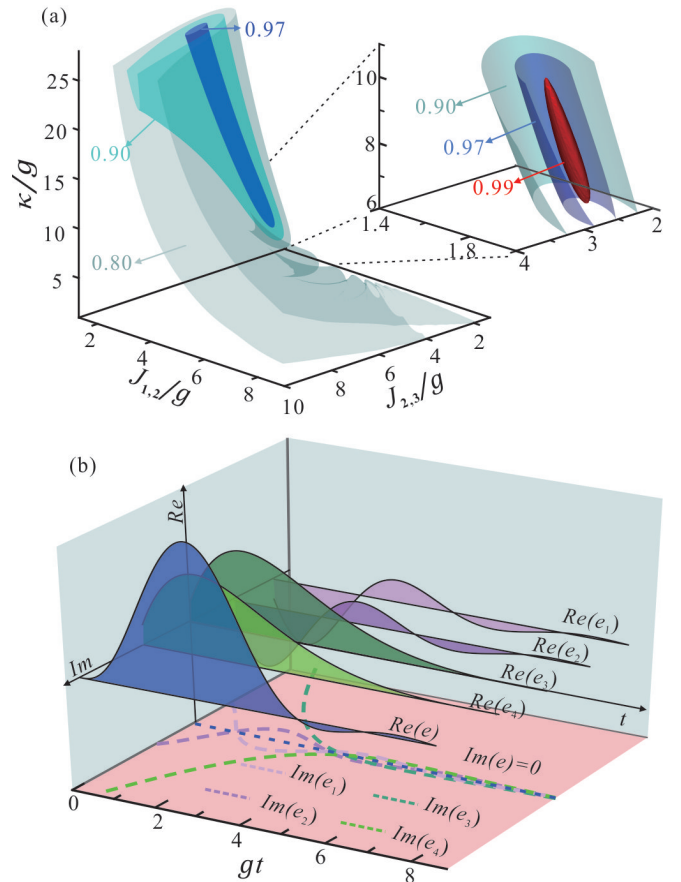 (a)
0.97
25
20
15
10
5
κ/g
0.90
0.80
2
4
6
8
10
J1,2/g
8
6
4
2
J2,3/g
10
8
6
1.4
1.8
4
3
2
0.90
0.97
0.99
(b)
Re
Im
Re(e1)
Re(e2)
Re(e3)
Re(e4)
Re(e)
t
Im(e)=0
Im(e1)
Im(e2)
Im(e3)
Im(e4)
0
2
4
6
8
gt